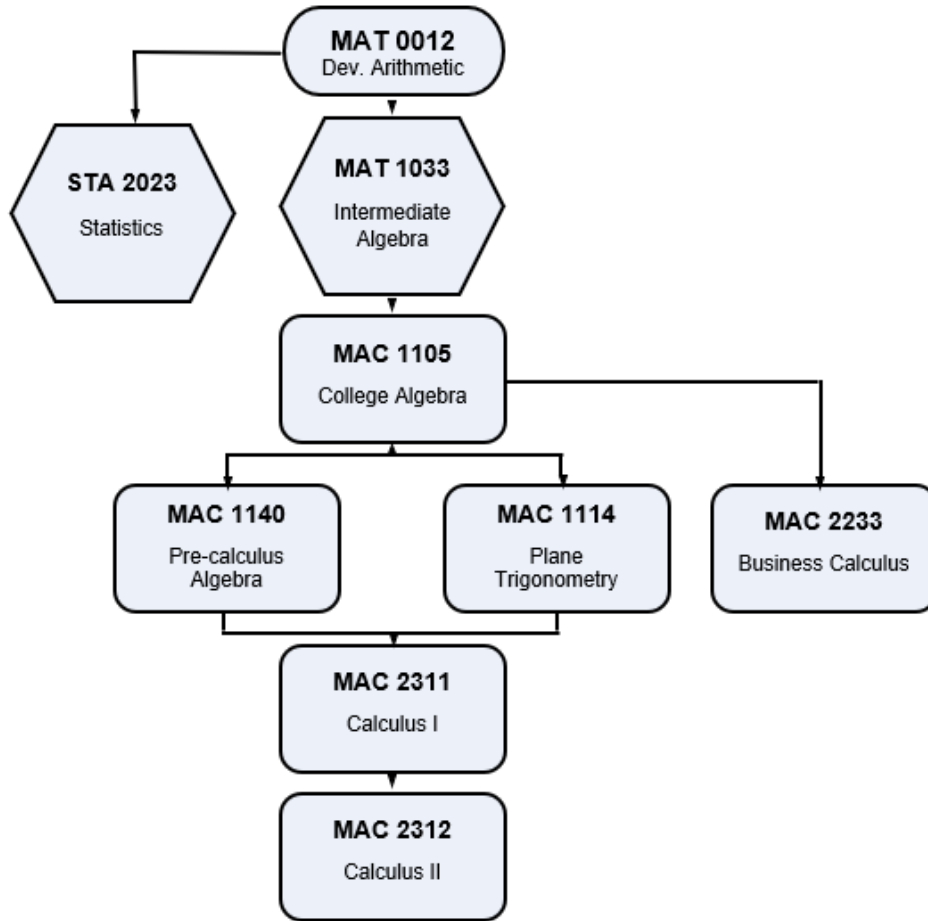 MAT 0012
Dev. Arithmetic
STA 2023
Statistics
MAT 1033
Intermediate
Algebra
MAC 1105
College Algebra
MAC 1140
Pre-calculus
Algebra
MAC 1114
Plane
Trigonometry
MAC 2233
Business Calculus
MAC 2311
Calculus I
MAC 2312
Calculus II